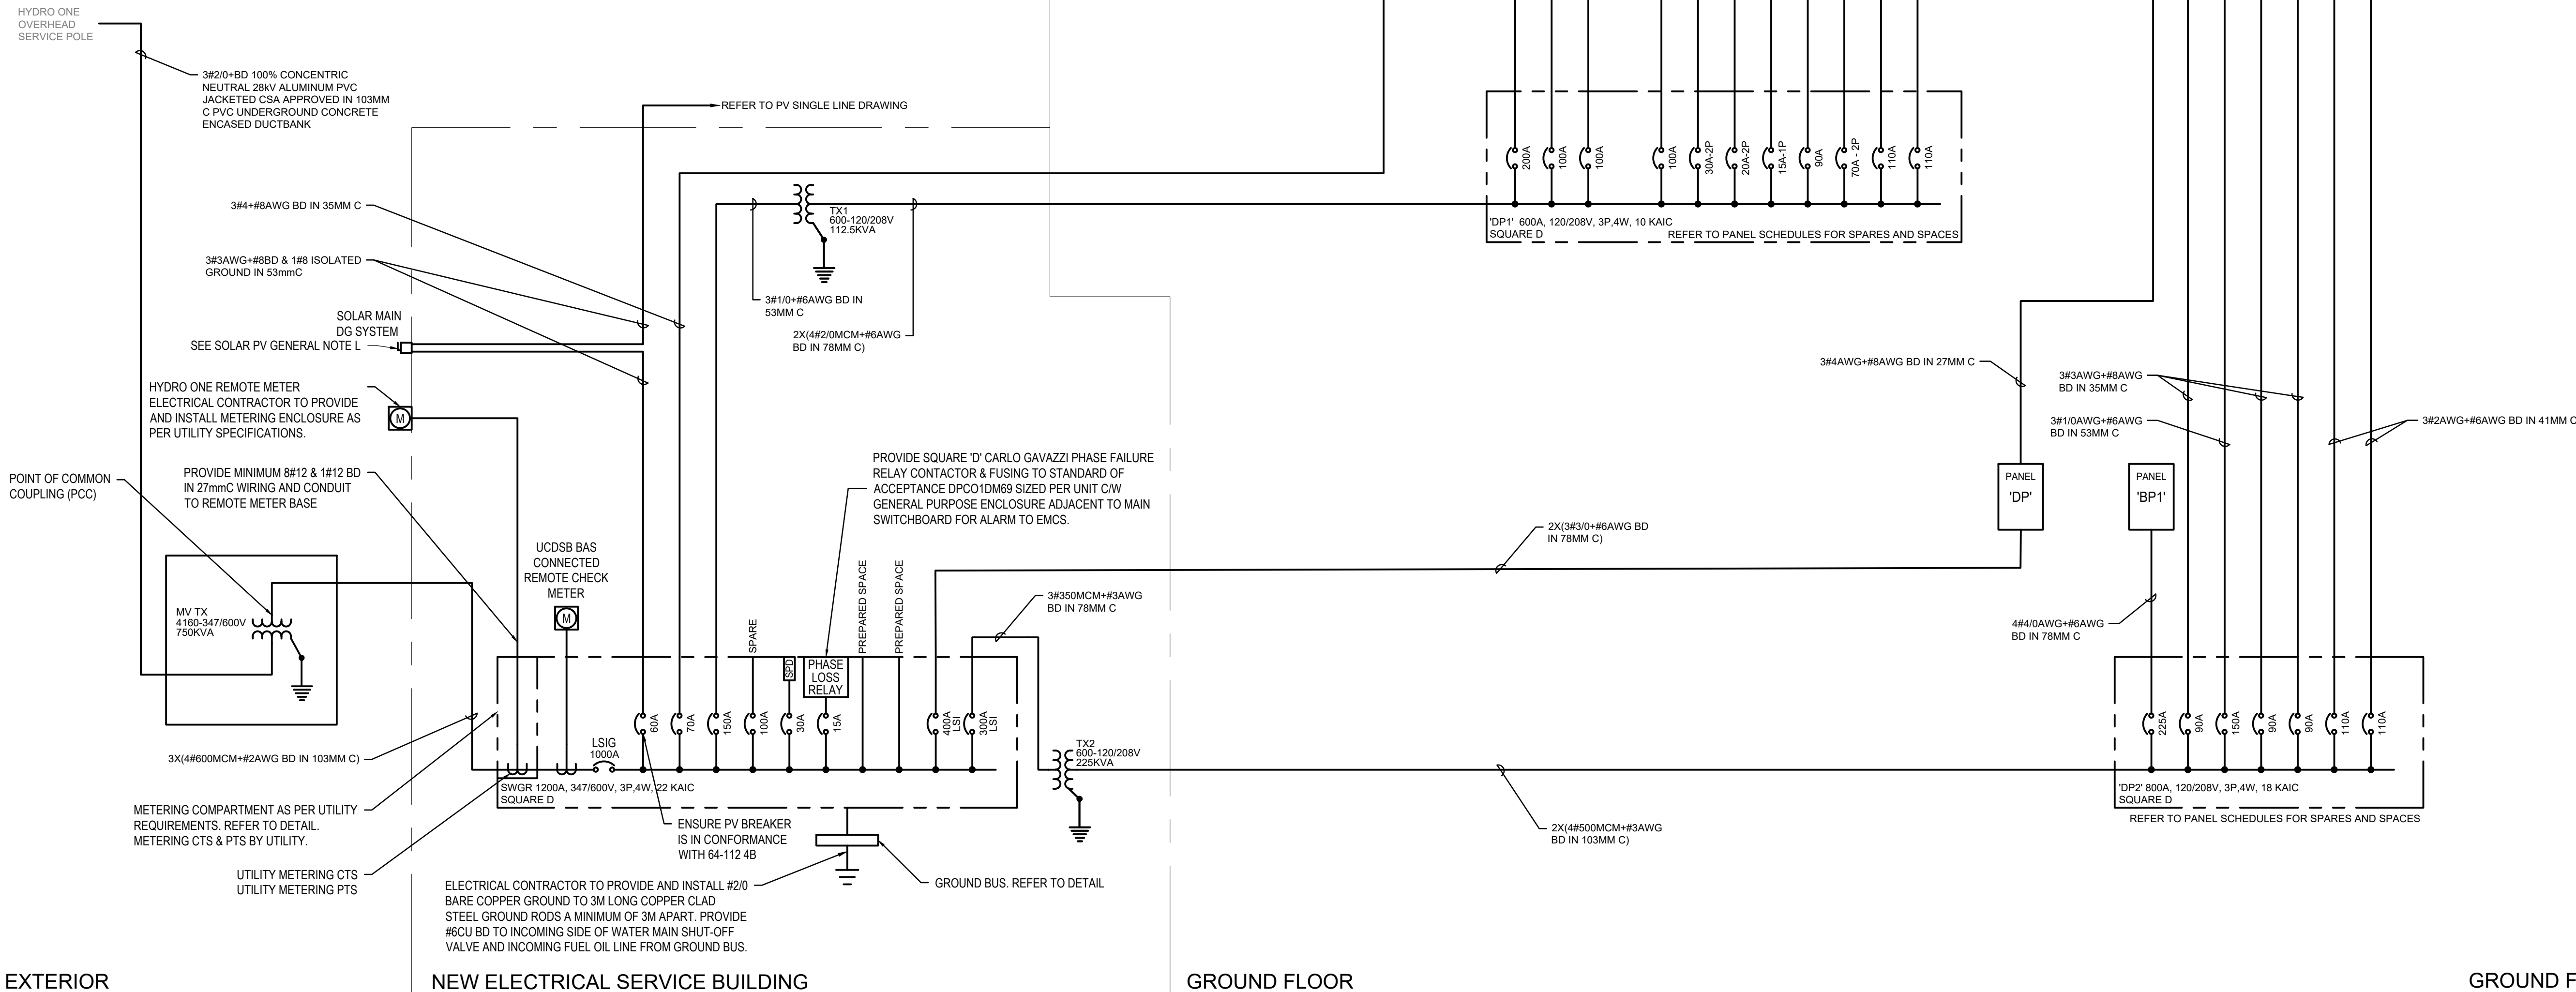 HYDRO ONE
OVERHEAD
SERVICE POLE
3#2/0+BD 100% CONCENTRIC
NEUTRAL 28kV ALUMINUM PVC
JACKETED CSA APPROVED IN 103MM
C PVC UNDERGROUND CONCRETE
ENCASED DUCTBANK
REFER TO PV SINGLE LINE DRAWING
3#4+#8AWG BD IN 35MM C
3#3AWG+#8BD & 1#8 ISOLATED
GROUND IN 53mmC
SOLAR MAIN
DG SYSTEM
SEE SOLAR PV GENERAL NOTE L
HYDRO ONE REMOTE METER
ELECTRICAL CONTRACTOR TO PROVIDE
AND INSTALL METERING ENCLOSURE AS
PER UTILITY SPECIFICATIONS.
M
POINT OF COMMON
COUPLING (PCC)
PROVIDE MINIMUM 8#12 & 1#12 BD
IN 27mmC WIRING AND CONDUIT
TO REMOTE METER BASE
MV TX
4160-347/600V
750KVA
3X(4#600MCM+#2AWG BD IN 103MM C)
METERING COMPARTMENT AS PER UTILITY
REQUIREMENTS. REFER TO DETAIL.
METERING CTS & PTS BY UTILITY.
UTILITY METERING CTS
UTILITY METERING PTS
EXTERIOR
TX1
600-120/208V
112.5KVA
3#1/0+#6AWG BD IN
53MM C
2X(4#2/0MCM+#6AWG
BD IN 78MM C)
PROVIDE SQUARE 'D' CARLO GAVAZZI PHASE FAILURE
RELAY CONTACTOR & FUSING TO STANDARD OF
ACCEPTANCE DPCO1DM69 SIZED PER UNIT C/W
GENERAL PURPOSE ENCLOSURE ADJACENT TO MAIN
SWITCHBOARD FOR ALARM TO EMCS.
UCDSB BAS
CONNECTED
REMOTE CHECK
METER
M
SPARE
SPD
PHASE
LOSS
RELAY
PREPARED SPACE
PREPARED SPACE
3#350MCM+#3AWG
BD IN 78MM C
LSIG
1000A
60A
70A
150A
100A
30A
15A
400A
LSI
300A
LSI
SWGR 1200A, 347/600V, 3P,4W, 22 KAIC
SQUARE D
TX2
600-120/208V
225KVA
ENSURE PV BREAKER
IS IN CONFORMANCE
WITH 64-112 4B
ELECTRICAL CONTRACTOR TO PROVIDE AND INSTALL #2/0
BARE COPPER GROUND TO 3M LONG COPPER CLAD
STEEL GROUND RODS A MINIMUM OF 3M APART. PROVIDE
#6CU BD TO INCOMING SIDE OF WATER MAIN SHUT-OFF
VALVE AND INCOMING FUEL OIL LINE FROM GROUND BUS.
GROUND BUS. REFER TO DETAIL
NEW ELECTRICAL SERVICE BUILDING
200A
100A
100A
100A
30A-2P
20A-2P
15A-1P
90A
70A - 2P
110A
110A
'DP1' 600A, 120/208V, 3P,4W, 10 KAIC
SQUARE D
REFER TO PANEL SCHEDULES FOR SPARES AND SPACES
3#4AWG+#8AWG BD IN 27MM C
3#3AWG+#8AWG
BD IN 35MM C
3#1/0AWG+#6AWG
BD IN 53MM C
3#2AWG+#6AWG BD IN 41MM C
PANEL
'DP'
PANEL
'BP1'
2X(3#3/0+#6AWG BD
IN 78MM C)
4#4/0AWG+#6AWG
BD IN 78MM C
225A
90A
150A
90A
90A
110A
110A
'DP2' 800A, 120/208V, 3P,4W, 18 KAIC
SQUARE D
REFER TO PANEL SCHEDULES FOR SPARES AND SPACES
2X(4#500MCM+#3AWG
BD IN 103MM C)
GROUND FLOOR
GROUND F